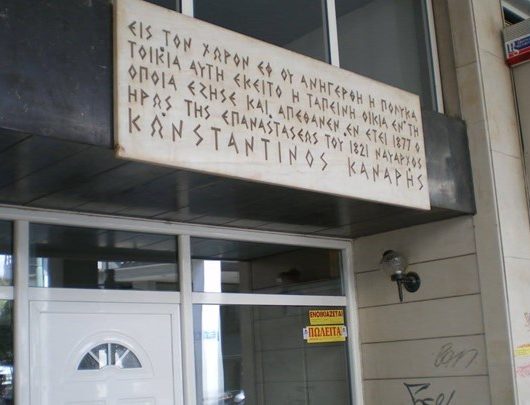 ΕΙΣ ΤΟΝ ΧΩΡΟΝ ΕΦ ΟΥ ΑΝΗΓΕΡΘΗ Η ΠΟΛΥΚΑ
ΤΟΙΚΙΑ ΑΥΤΗ ΕΚΕΙΤΟ Η ΤΑΠΕΙΝΗ ΟΙΚΙΑ ΕΝ ΤΗ
ΟΠΟΙΑ ΕΖΗΣΕ ΚΑΙ ΑΠΕΘΑΝΕΝ ΕΝ ΕΤΕΙ 1877 Ο
ΗΡΩΣ ΤΗΣ ΕΠΑΝΑΣΤΑΣΕΩΣ ΤΟΥ 1821 ΝΑΥΑΡΧΟΣ
ΚΩΝΣΤΑΝΤΙΝΟΣ ΚΑΝΑΡΗΣ
ΕΝΟΙΚΙΑΖΕΤΑΙ
ΠΩΛΕΙΤΑΙ